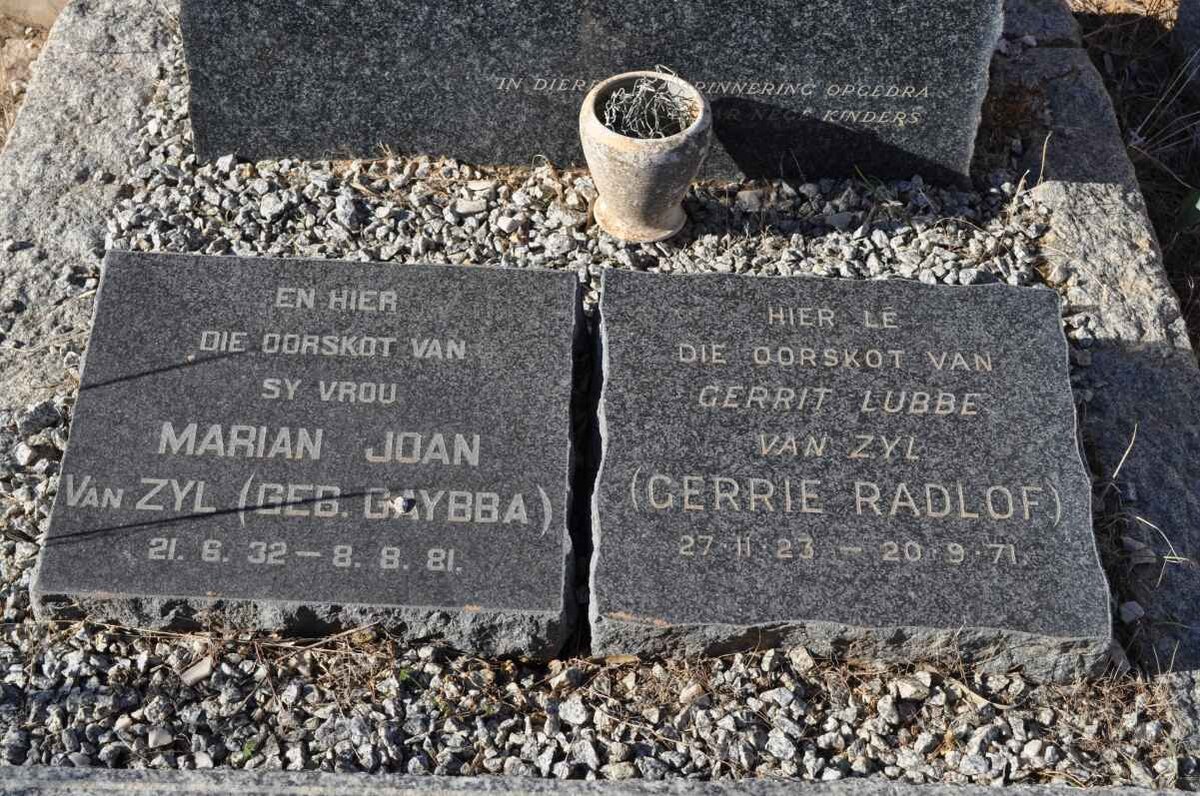 IN DIERBARE HERINNERING OPGEDRA
NEGE KINDERS
EN HIER
DIE OORSKOT VAN
SY VROU
MARIAN JOAN
VAN ZYL (GEB. GAYBBA)
21. 6. 32 — 8. 8. 81.
HIER LE
DIE OORSKOT VAN
GERRIT LUBBE
VAN ZYL
(GERRIE RADLOF)
27·11·23 — 20·9·71.